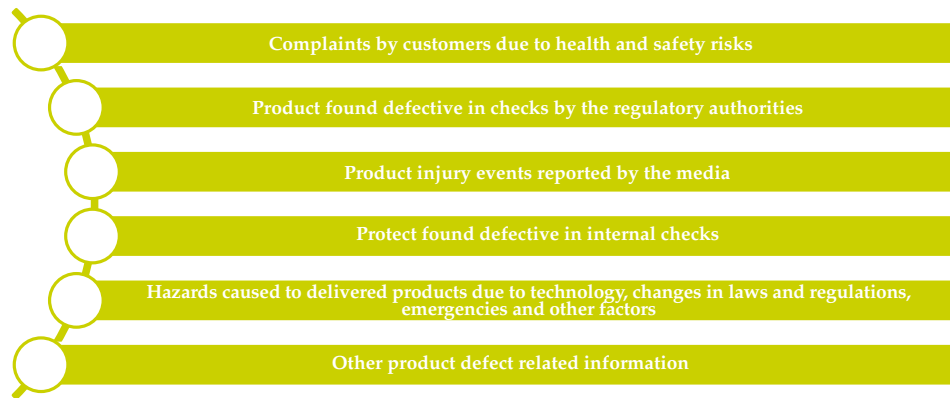 Complaints by customers due to health and safety risks
Product found defective in checks by the regulatory authorities
Product injury events reported by the media
Protect found defective in internal checks
Hazards caused to delivered products due to technology, changes in laws and regulations,
emergencies and other factors
Other product defect related information